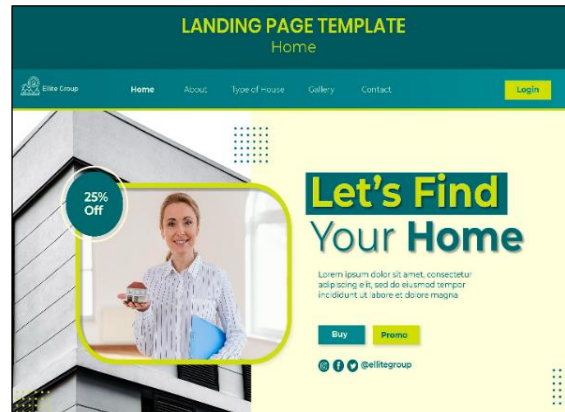 LANDING PAGE TEMPLATE
Home
Ellite Group
Home About Type of House Gallery Contact
Login
25%
Off
Let's Find
Your Home
Lorem ipsum dolor sit amet, consectetur
adipiscing elit, sed do eiusmod tempor
incididunt ut labore et dolore magna
Buy Promo
@ellitegroup